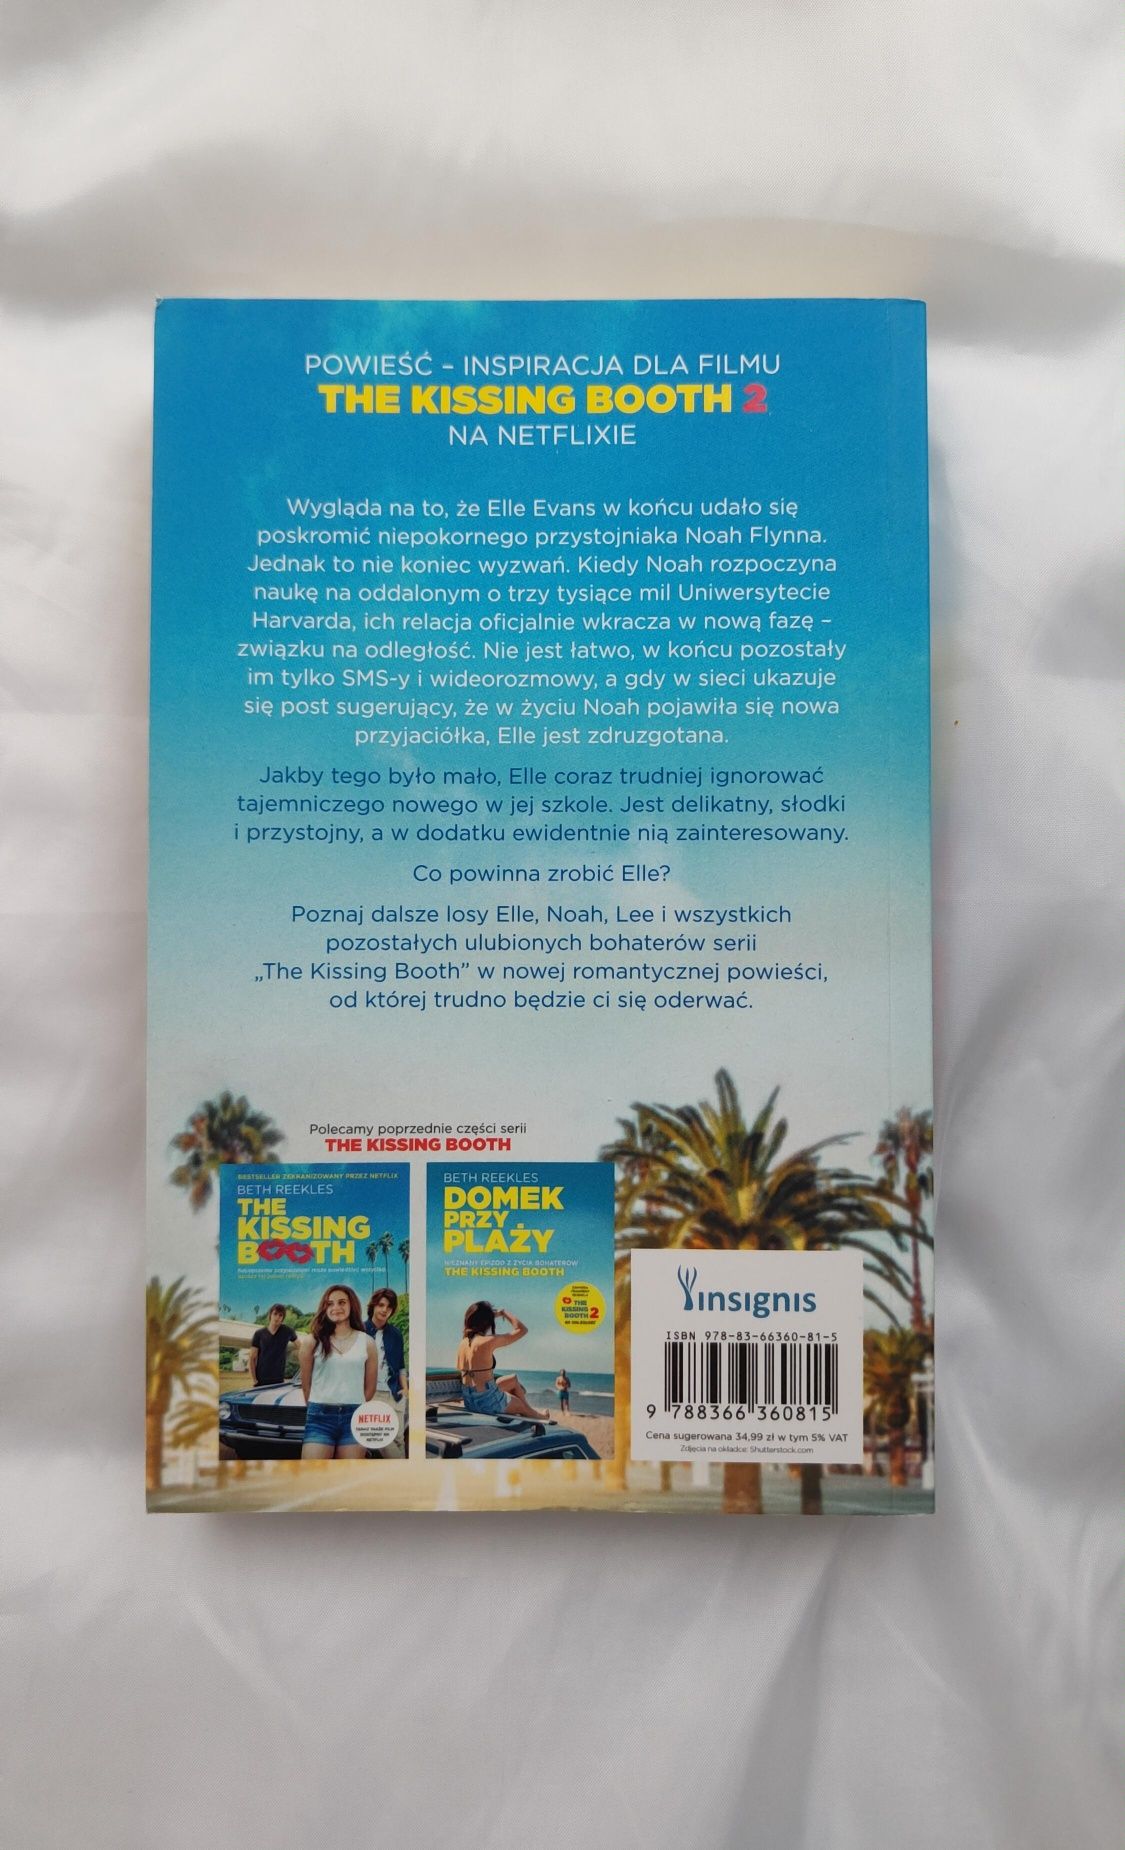 POWIEŚĆ – INSPIRACJA DLA FILMU
THE KISSING BOOTH 2
NA NETFLIXIE
Wygląda na to, że Elle Evans w końcu udało się
poskromić niepokornego przystojniaka Noah Flynna.
Jednak to nie koniec wyzwań. Kiedy Noah rozpoczyna
naukę na oddalonym o trzy tysiące mil Uniwersytecie
Harvarda, ich relacja oficjalnie wkracza w nową fazę –
związku na odległość. Nie jest łatwo, w końcu pozostały
im tylko SMS-y i wideorozmowy, a gdy w sieci ukazuje
się post sugerujący, że w życiu Noah pojawiła się nowa
przyjaciółka, Elle jest zdruzgotana.
Jakby tego było mało, Elle coraz trudniej ignorować
tajemniczego nowego w jej szkole. Jest delikatny, słodki
i przystojny, a w dodatku ewidentnie nią zainteresowany.
Co powinna zrobić Elle?
Poznaj dalsze losy Elle, Noah, Lee i wszystkich
pozostałych ulubionych bohaterów serii
„The Kissing Booth” w nowej romantycznej powieści,
od której trudno będzie ci się oderwać.
Polecamy poprzednie części serii
THE KISSING BOOTH
BESTSELLER ZEKRANIZOWANY PRZEZ NETFLIX
BETH REEKLES
THE
KISSING
BOOTH
NETFLIX
BETH REEKLES
DOMEK
PRZY
PLAŻY
NIEZNANY EPIZOD Z ŻYCIA BOHATERÓW
THE KISSING BOOTH
THE
KISSING
BOOTH 2
insignis
ISBN 978-83-66360-81-5
9 788366 360815
Cena sugerowana 34,99 zł w tym 5% VAT
Zdjęcia na okładce: Shutterstock.com